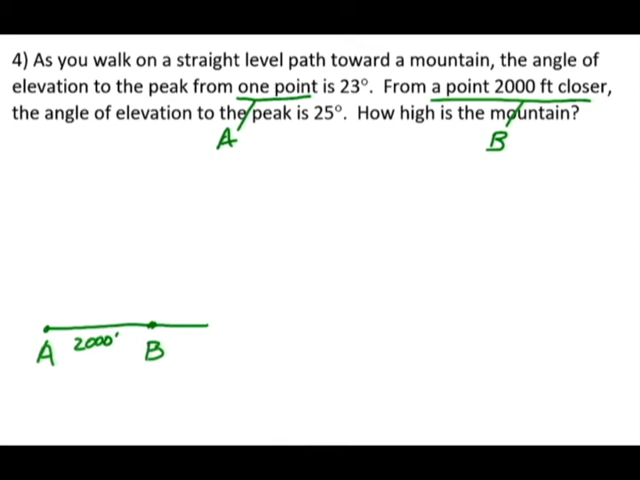 4) As you walk on a straight level path toward a mountain, the angle of
elevation to the peak from one point is 23°. From a point 2000 ft closer,
the angle of elevation to the peak is 25°. How high is the mountain?
A B
A 2000' B